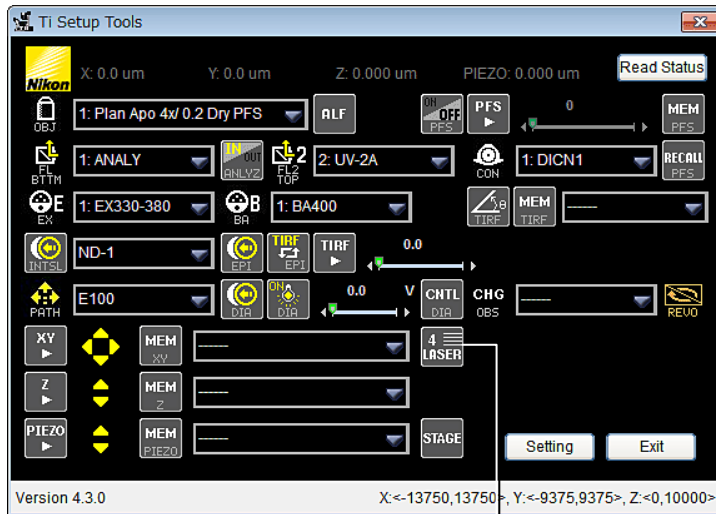 Ti Setup Tools
Nikon X: 0.0 um Y: 0.0 um Z: 0.000 um PIEZO: 0.000 um Read Status
OBJ 1: Plan Apo 4x/ 0.2 Dry PFS ALF ON OFF PFS PFS 0 MEM PFS
FL BTTM 1: ANALY IN OUT ANLYZ 2 FL2 TOP 2: UV-2A CON 1: DICN1 RECALL PFS
E EX 1: EX330-380 B BA 1: BA400 θ TIRF MEM TIRF -----
INTSL ND-1 EPI TIRF EPI TIRF 0.0
PATH E100 DIA ON DIA 0.0 V CNTL DIA CHG OBS ----- REVO
XY MEM XY ----- 4 LASER
Z MEM Z -----
PIEZO MEM PIEZO ----- STAGE Setting Exit
Version 4.3.0 X:<-13750,13750>, Y:<-9375,9375>, Z:<0,10000>